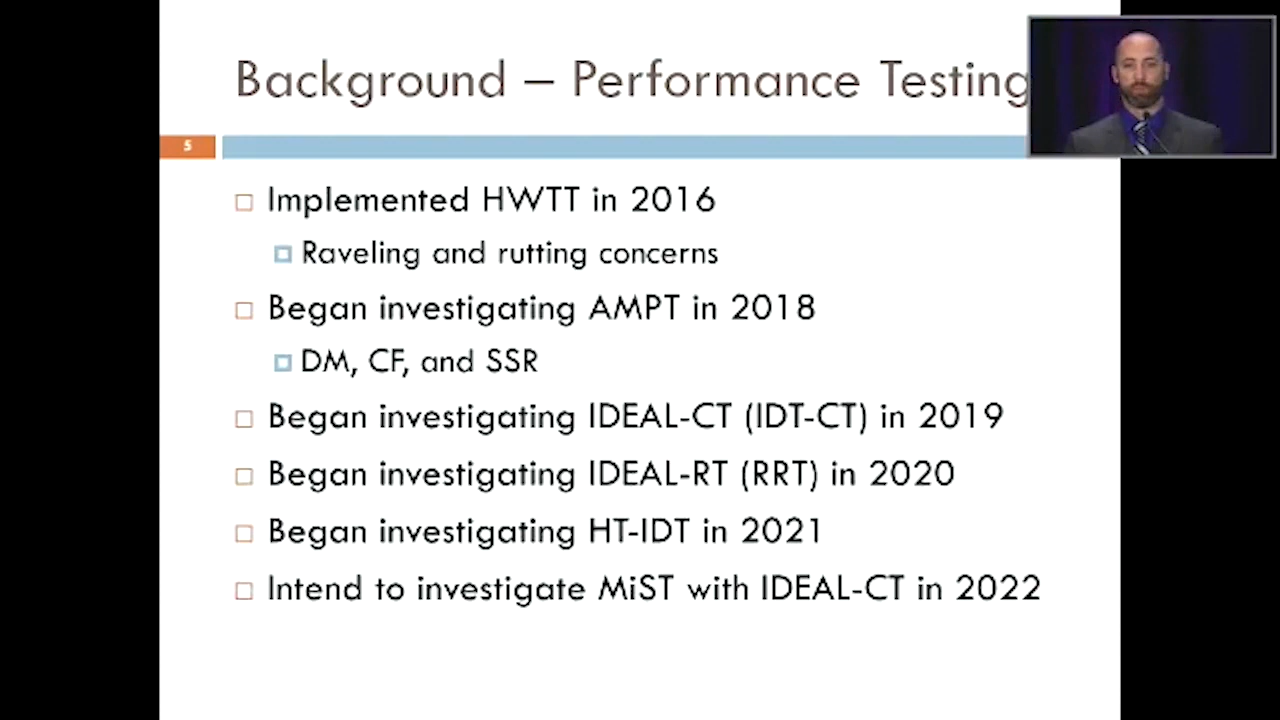 Background – Performance Testing
5
Implemented HWTT in 2016
Raveling and rutting concerns
Began investigating AMPT in 2018
DM, CF, and SSR
Began investigating IDEAL-CT (IDT-CT) in 2019
Began investigating IDEAL-RT (RRT) in 2020
Began investigating HT-IDT in 2021
Intend to investigate MiST with IDEAL-CT in 2022